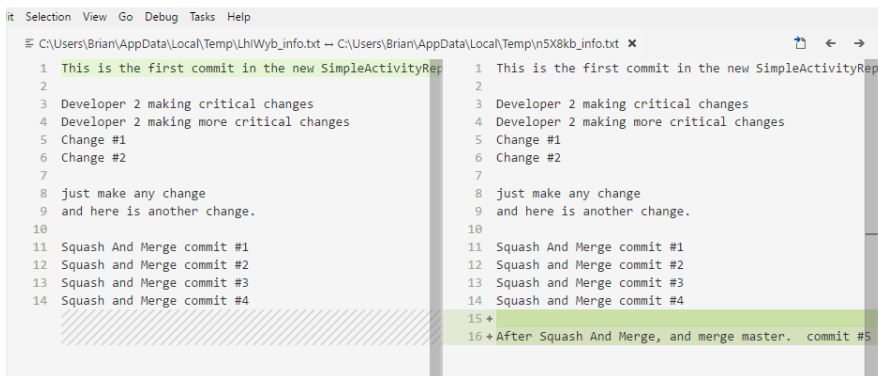 it Selection View Go Debug Tasks Help
C:\Users\Brian\AppData\Local\Temp\LhIWyb_info.txt ↔ C:\Users\Brian\AppData\Local\Temp\n5X8kb_info.txt ×
1 This is the first commit in the new SimpleActivityRep
2
3 Developer 2 making critical changes
4 Developer 2 making more critical changes
5 Change #1
6 Change #2
7
8 just make any change
9 and here is another change.
10
11 Squash And Merge commit #1
12 Squash and Merge commit #2
13 Squash and Merge commit #3
14 Squash and Merge commit #4
1 This is the first commit in the new SimpleActivityRep
2
3 Developer 2 making critical changes
4 Developer 2 making more critical changes
5 Change #1
6 Change #2
7
8 just make any change
9 and here is another change.
10
11 Squash And Merge commit #1
12 Squash and Merge commit #2
13 Squash and Merge commit #3
14 Squash and Merge commit #4
15 +
16 + After Squash And Merge, and merge master.  commit #5